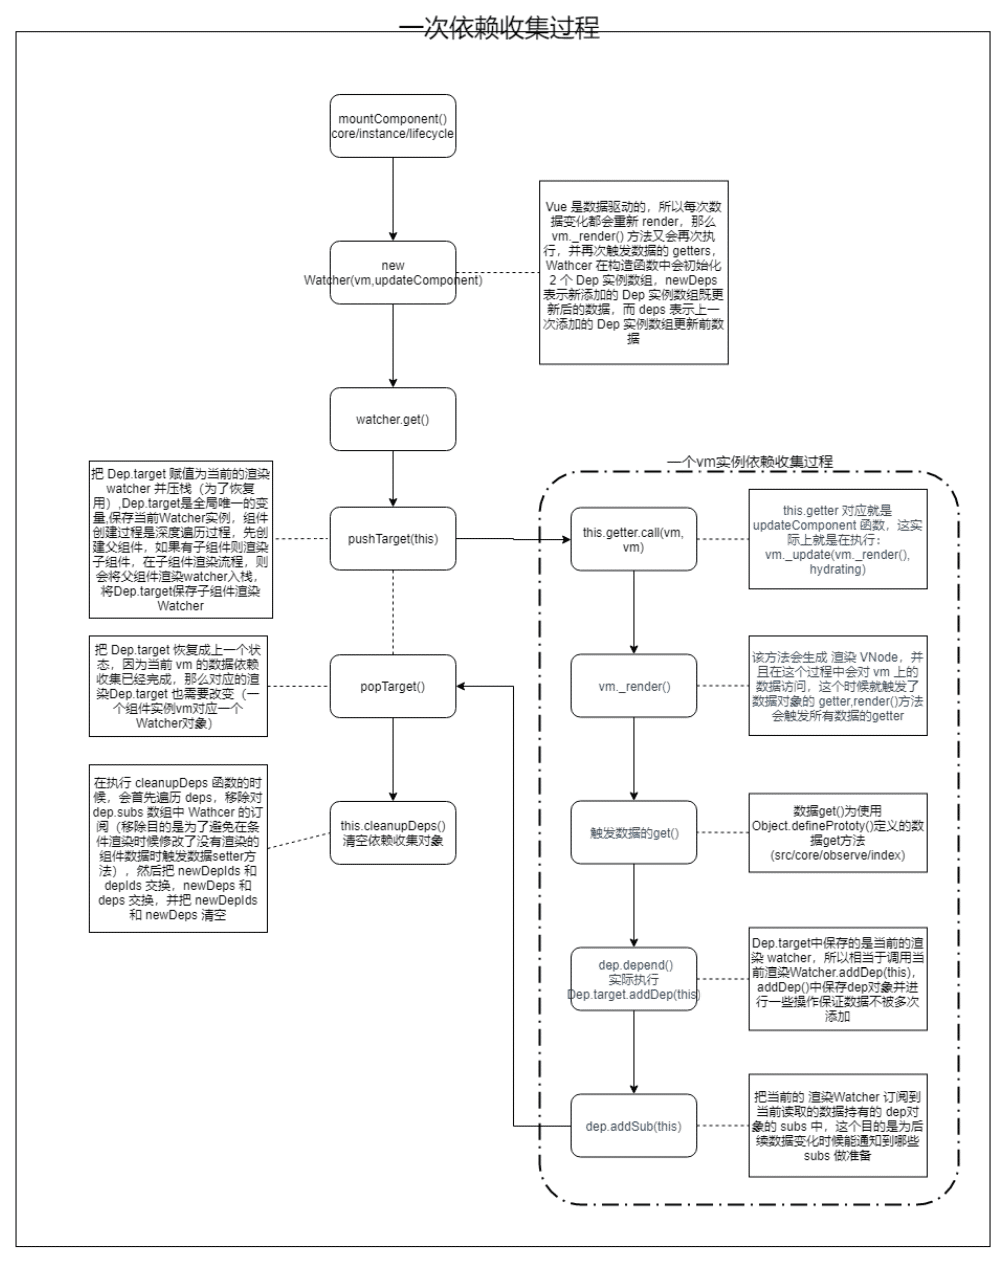 一次依赖收集过程
mountComponent()
core/instance/lifecycle
new
Watcher(vm,updateComponent)
Vue 是数据驱动的，所以每次数
据变化都会重新 render，那么
vm._render() 方法又会再次执
行，并再次触发数据的 getters，
Wathcer 在构造函数中会初始化
2 个 Dep 实例数组，newDeps
表示新添加的 Dep 实例数组既更
新后的数据，而 deps 表示上一
次添加的 Dep 实例数组更新前数
据
watcher.get()
把 Dep.target 赋值为当前的渲染
watcher 并压栈（为了恢复
用）,Dep.target是全局唯一的变
量,保存当前Watcher实例，组件
创建过程是深度遍历过程，先创
建父组件，如果有子组件则渲染
子组件，在子组件渲染流程，则
会将父组件渲染watcher入栈，
将Dep.target保存子组件渲染
Watcher
pushTarget(this)
一个vm实例依赖收集过程
this.getter.call(vm,
vm)
this.getter 对应就是
updateComponent 函数，这实
际上就是在执行：
vm._update(vm._render(),
hydrating)
把 Dep.target 恢复成上一个状
态，因为当前 vm 的数据依赖
收集已经完成，那么对应的渲
染Dep.target 也需要改变（一
个组件实例vm对应一个
Watcher对象）
popTarget()
vm._render()
该方法会生成 渲染 VNode，并
且在这个过程中会对 vm 上的
数据访问，这个时候就触发了
数据对象的 getter,render()方法
会触发所有数据的getter
在执行 cleanupDeps 函数的时
候，会首先遍历 deps，移除对
dep.subs 数组中 Wathcer 的订
阅（移除目的是为了避免在条
件渲染时候修改了没有渲染的
组件数据时触发数据setter方
法），然后把 newDepIds 和
depIds 交换，newDeps 和
deps 交换，并把 newDepIds
和 newDeps 清空
this.cleanupDeps()
清空依赖收集对象
触发数据的get()
数据get()为使用
Object.definePrototy()定义的数
据get方法
(src/core/observe/index)
dep.depend()
实际执行
Dep.target.addDep(this)
Dep.target中保存的是当前的渲
染 watcher，所以相当于调用当
前渲染Watcher.addDep(this)，
addDep()中保存dep对象并进
行一些操作保证数据不被多次
添加
dep.addSub(this)
把当前的 渲染Watcher 订阅到
当前读取的数据持有的 dep对
象的 subs 中，这个目的是为后
续数据变化时候能通知到哪些
subs 做准备